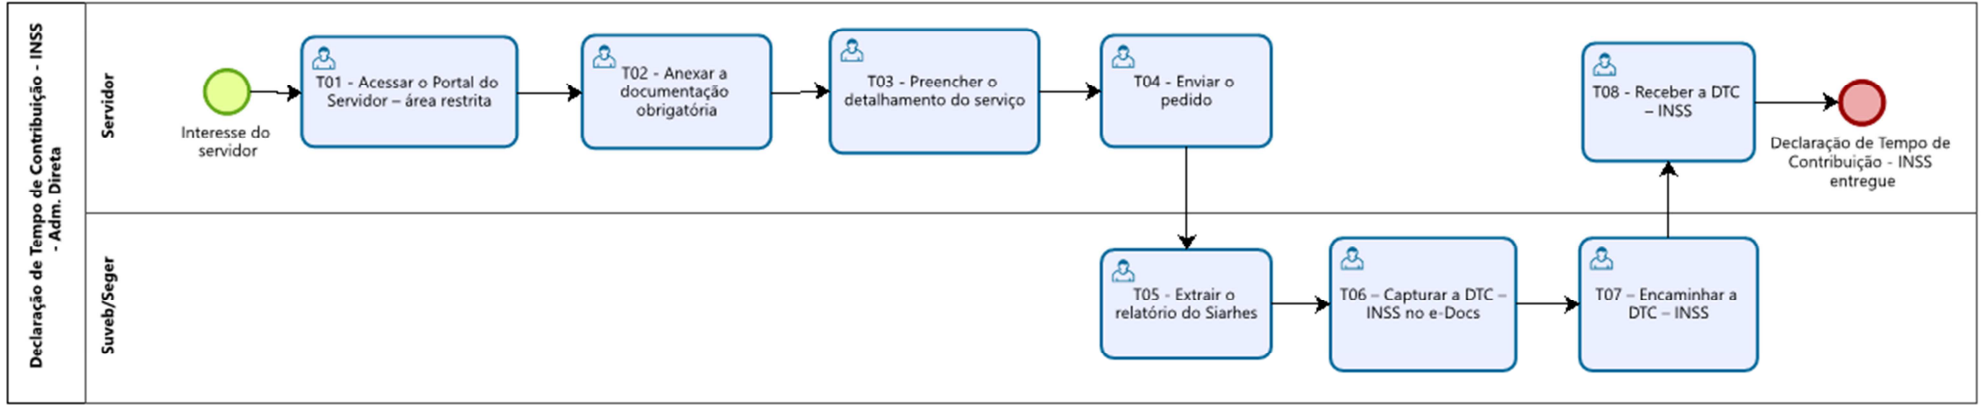 Declaração de Tempo de Contribuição - INSS
- Adm. Direta
Servidor
Interesse do
servidor
T01 - Acessar o Portal do
Servidor – área restrita
T02 - Anexar a
documentação
obrigatória
T03 - Preencher o
detalhamento do serviço
T04 - Enviar o
pedido
T08 - Receber a DTC
– INSS
Declaração de Tempo de
Contribuição - INSS
entregue
Suveb/Seger
T05 - Extrair o
relatório do Siarhes
T06 – Capturar a DTC –
INSS no e-Docs
T07 – Encaminhar a
DTC – INSS